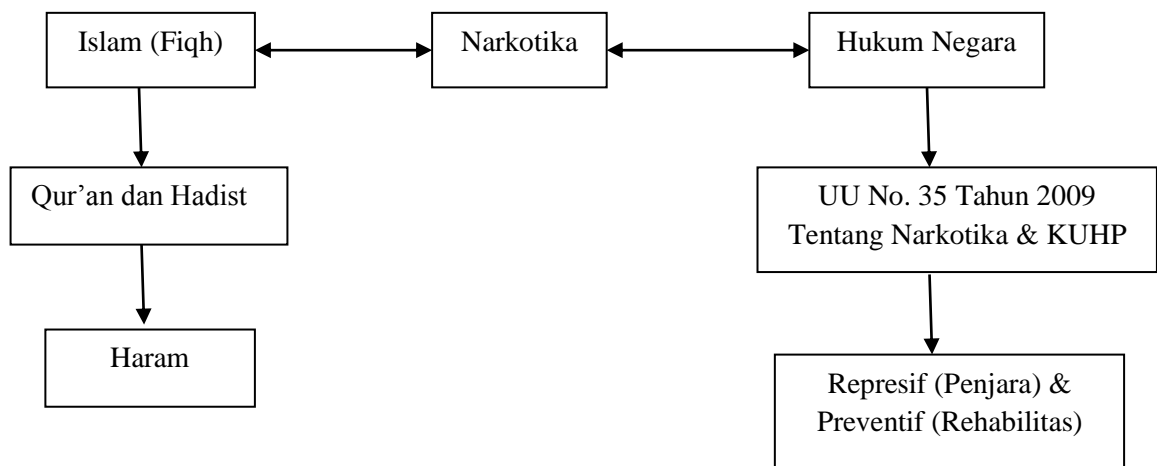 Islam (Fiqh)
Narkotika
Hukum Negara
Qur’an dan Hadist
UU No. 35 Tahun 2009
Tentang Narkotika & KUHP
Haram
Represif (Penjara) &
Preventif (Rehabilitas)